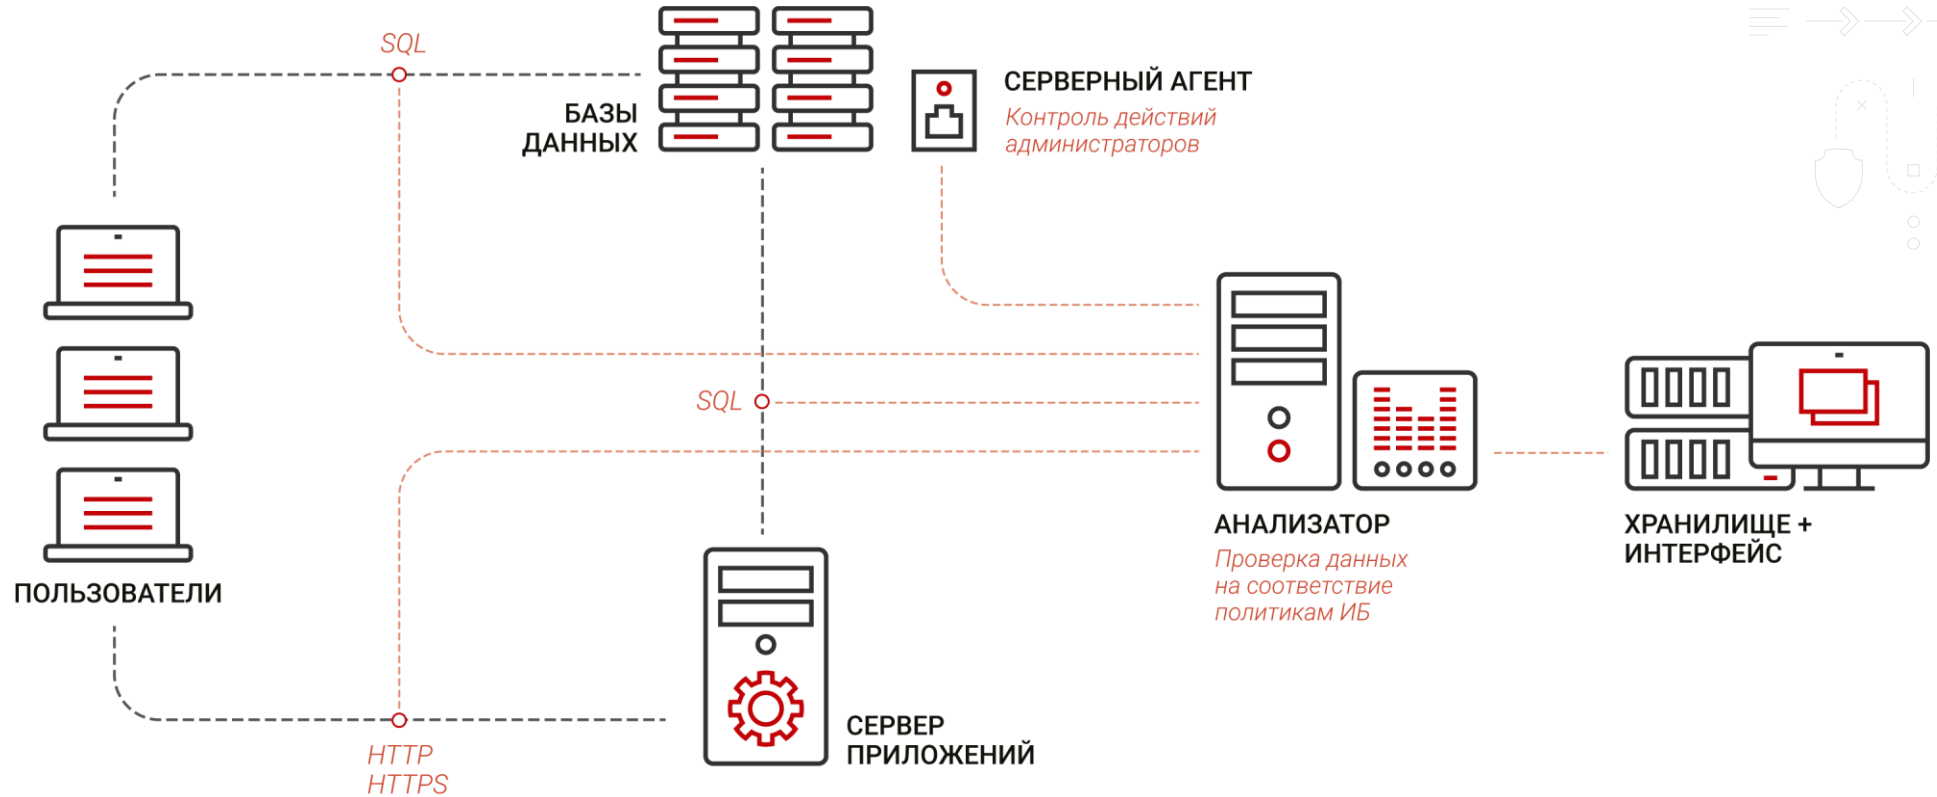 SQL
БАЗЫ
ДАННЫХ
СЕРВЕРНЫЙ АГЕНТ
Контроль действий
администраторов
ПОЛЬЗОВАТЕЛИ
SQL
АНАЛИЗАТОР
Проверка данных
на соответствие
политикам ИБ
ХРАНИЛИЩЕ +
ИНТЕРФЕЙС
HTTP
HTTPS
СЕРВЕР
ПРИЛОЖЕНИЙ